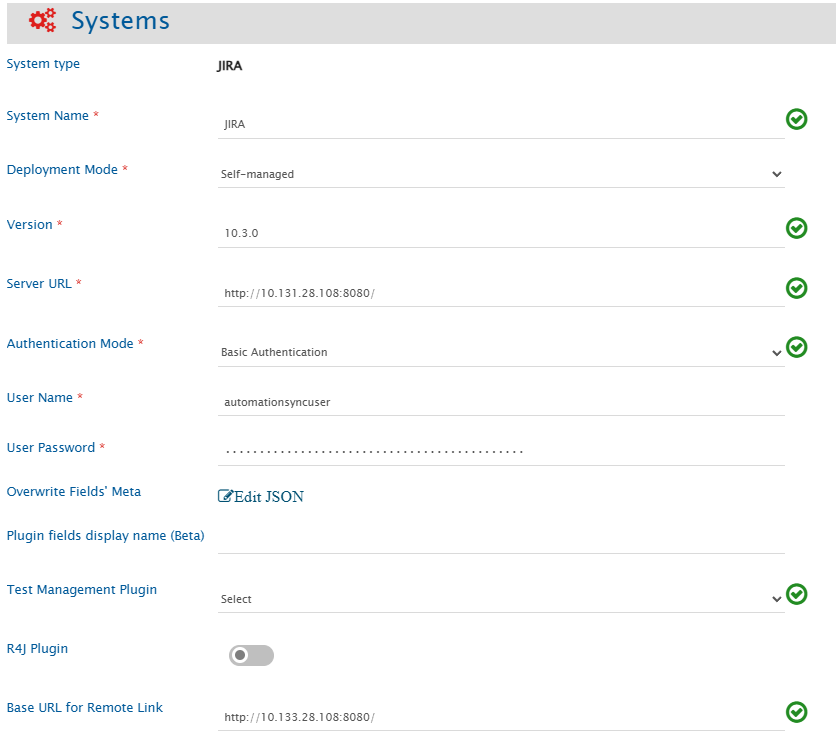 Systems
System type JIRA
System Name * JIRA
Deployment Mode * Self-managed
Version * 10.3.0
Server URL * http://10.131.28.108:8080/
Authentication Mode * Basic Authentication
User Name * automationsyncuser
User Password * ............................................
Overwrite Fields' Meta Edit JSON
Plugin fields display name (Beta)
Test Management Plugin Select
R4J Plugin
Base URL for Remote Link http://10.133.28.108:8080/